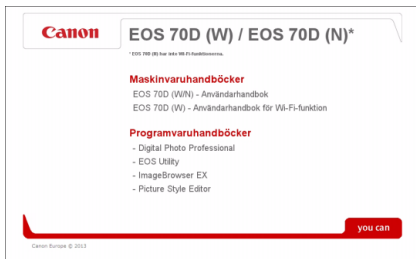 Canon
EOS 70D (W) / EOS 70D (N)*
* EOS 70D (N) har inte Wi-Fi-funktionerna.
Maskinvaruhandböcker
EOS 70D (W/N) - Användarhandbok
EOS 70D (W) - Användarhandbok för Wi-Fi-funktion
Programvaruhandböcker
- Digital Photo Professional
- EOS Utility
- ImageBrowser EX
- Picture Style Editor
you can
Canon Europe © 2013